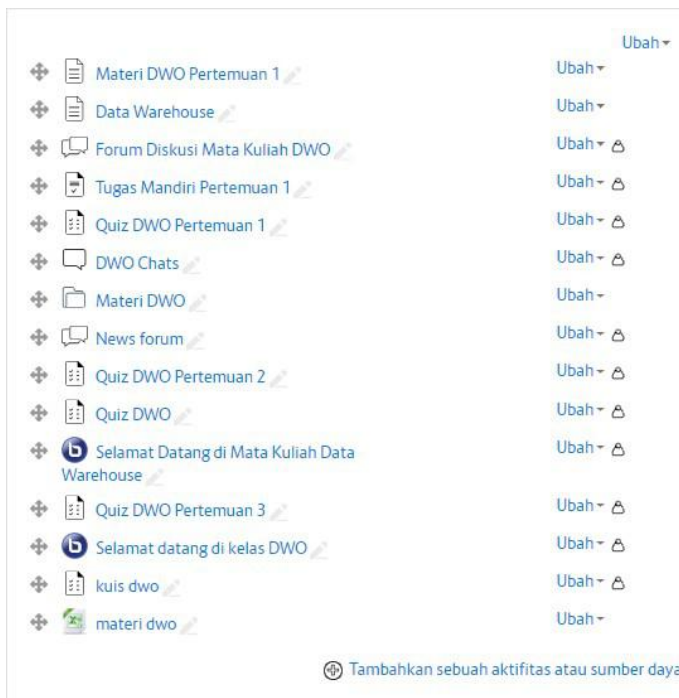 Ubah
Materi DWO Pertemuan 1 Ubah
Data Warehouse Ubah
Forum Diskusi Mata Kuliah DWO Ubah
Tugas Mandiri Pertemuan 1 Ubah
Quiz DWO Pertemuan 1 Ubah
DWO Chats Ubah
Materi DWO Ubah
News forum Ubah
Quiz DWO Pertemuan 2 Ubah
Quiz DWO Ubah
Selamat Datang di Mata Kuliah Data Ubah
Warehouse
Quiz DWO Pertemuan 3 Ubah
Selamat datang di kelas DWO Ubah
kuis dwo Ubah
materi dwo Ubah
Tambahkan sebuah aktifitas atau sumber daya